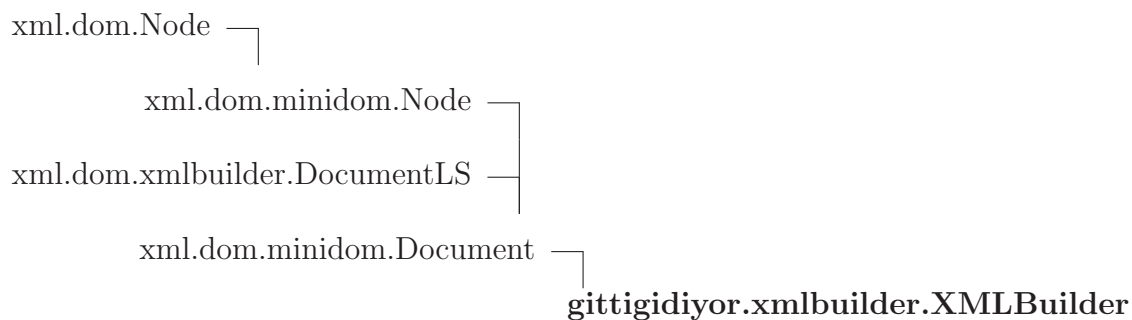 xml.dom.Node
xml.dom.minidom.Node
xml.dom.xmlbuilder.DocumentLS
xml.dom.minidom.Document
gittigidiyor.xmlbuilder.XMLBuilder